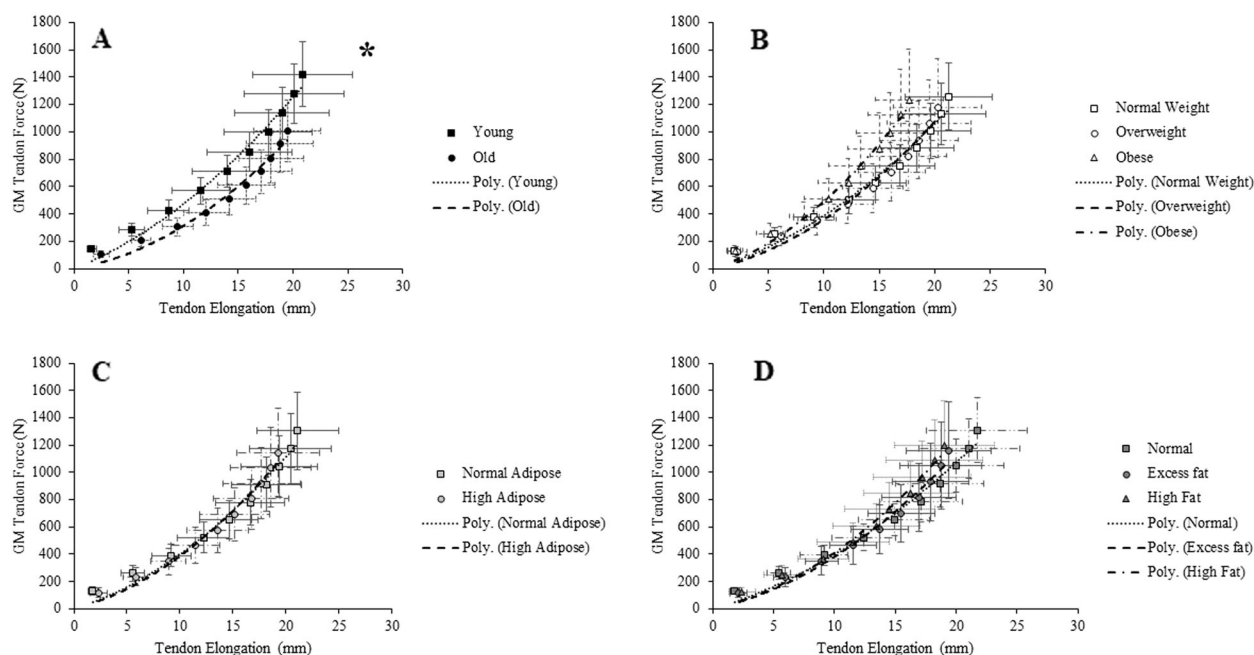 A
*
GM Tendon Force (N)
1800
1600
1400
1200
1000
800
600
400
200
0
0 5 10 15 20 25 30
Tendon Elongation (mm)
Young
Old
Poly. (Young)
Poly. (Old)
B
GM Tendon Force (N)
1800
1600
1400
1200
1000
800
600
400
200
0
0 5 10 15 20 25 30
Tendon Elongation (mm)
Normal Weight
Overweight
Obese
Poly. (Normal Weight)
Poly. (Overweight)
Poly. (Obese)
C
GM Tendon Force (N)
1800
1600
1400
1200
1000
800
600
400
200
0
0 5 10 15 20 25 30
Tendon Elongation (mm)
Normal Adipose
High Adipose
Poly. (Normal Adipose)
Poly. (High Adipose)
D
GM Tendon Force (N)
1800
1600
1400
1200
1000
800
600
400
200
0
0 5 10 15 20 25 30
Tendon Elongation (mm)
Normal
Excess fat
High Fat
Poly. (Normal)
Poly. (Excess fat)
Poly. (High Fat)